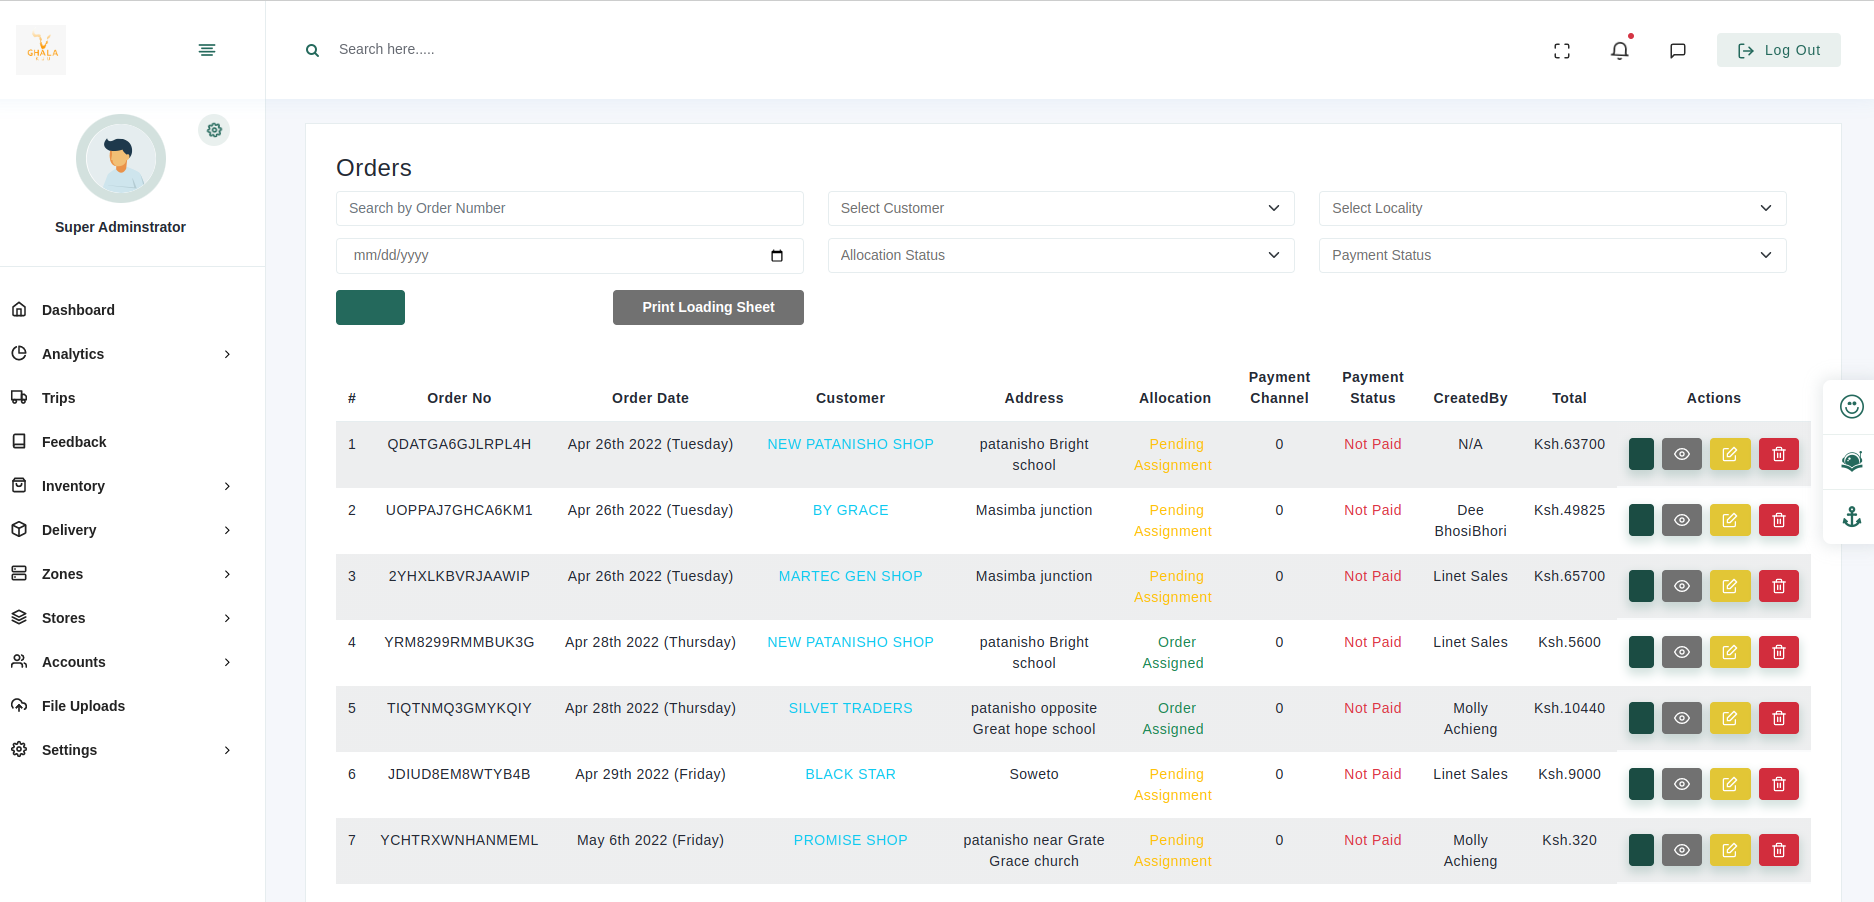 GHALA
Search here.....
Log Out
Super Adminstrator
Dashboard
Analytics
Trips
Feedback
Inventory
Delivery
Zones
Stores
Accounts
File Uploads
Settings
Orders
Search by Order Number
Select Customer
Select Locality
mm/dd/yyyy
Allocation Status
Payment Status
Print Loading Sheet
# Order No Order Date Customer Address Allocation Payment Channel Payment Status CreatedBy Total Actions
1 QDATGA6GJLRPL4H Apr 26th 2022 (Tuesday) NEW PATANISHO SHOP patanisho Bright school Pending Assignment 0 Not Paid N/A Ksh.63700
2 UOPPAJ7GHCA6KM1 Apr 26th 2022 (Tuesday) BY GRACE Masimba junction Pending Assignment 0 Not Paid Dee BhosiBhori Ksh.49825
3 2YHXLKBVRJAAWIP Apr 26th 2022 (Tuesday) MARTEC GEN SHOP Masimba junction Pending Assignment 0 Not Paid Linet Sales Ksh.65700
4 YRM8299RMMBUK3G Apr 28th 2022 (Thursday) NEW PATANISHO SHOP patanisho Bright school Order Assigned 0 Not Paid Linet Sales Ksh.5600
5 TIQTNMQ3GMYKQIY Apr 28th 2022 (Thursday) SILVET TRADERS patanisho opposite Great hope school Order Assigned 0 Not Paid Molly Achieng Ksh.10440
6 JDIUD8EM8WTYB4B Apr 29th 2022 (Friday) BLACK STAR Soweto Pending Assignment 0 Not Paid Linet Sales Ksh.9000
7 YCHTRXWNHANMEML May 6th 2022 (Friday) PROMISE SHOP patanisho near Grate Grace church Pending Assignment 0 Not Paid Molly Achieng Ksh.320